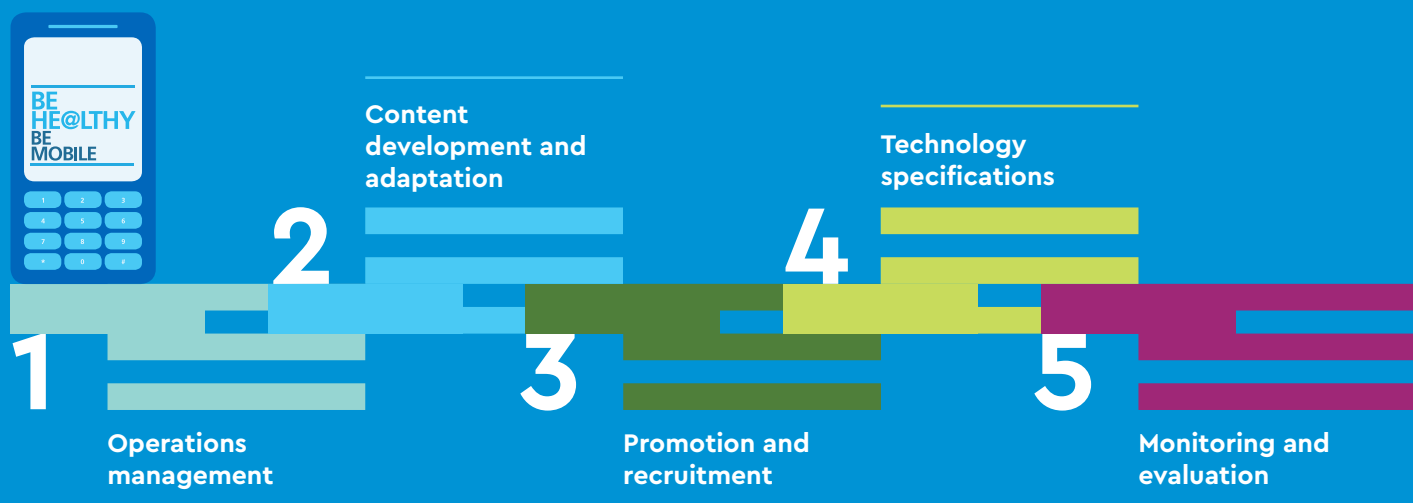 BE
HE@LTHY
BE
MOBILE
1 2 3
4 5 6
7 8 9
* 0 #
1
Operations
management
2
Content
development and
adaptation
3
Promotion and
recruitment
4
Technology
specifications
5
Monitoring and
evaluation